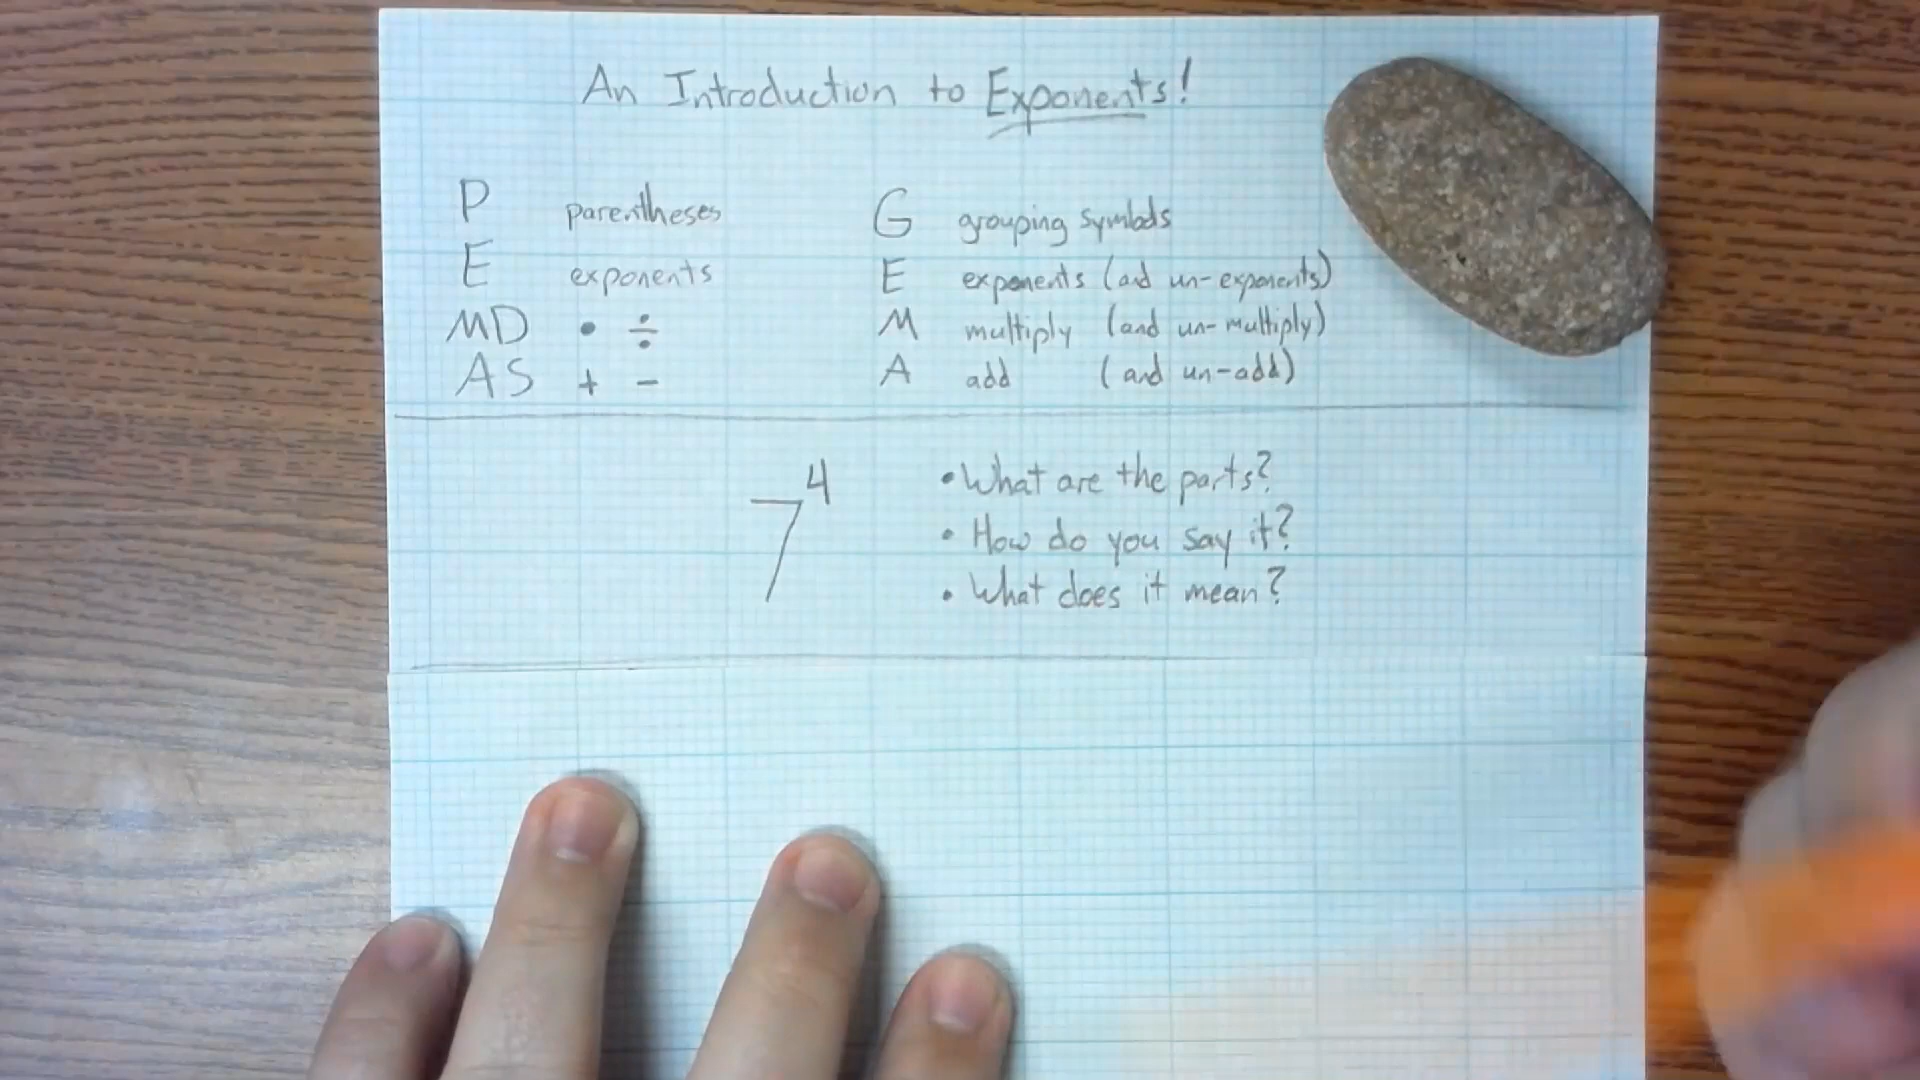 An Introduction to Exponents!
P parentheses
E exponents
MD • ÷
AS + −
G grouping symbols
E exponents (and un-exponents)
M multiply (and un-multiply)
A add (and un-add)
7⁴
• What are the parts?
• How do you say it?
• What does it mean?